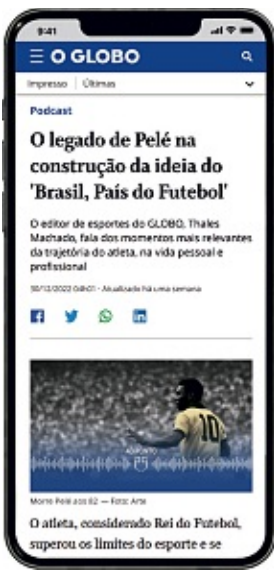 9:41
O GLOBO
Impresso | Últimas
Podcast
O legado de Pelé na
construção da ideia do
'Brasil, País do Futebol'
O editor de esportes do GLOBO, Thales
Machado, fala dos momentos mais relevantes
da trajetória do atleta, na vida pessoal e
profissional
30/12/2022 04h01 - Atualizado há uma semana
10
Morre Pelé aos 82 — Foto: Arte
O atleta, considerado Rei do Futebol,
superou os limites do esporte e se